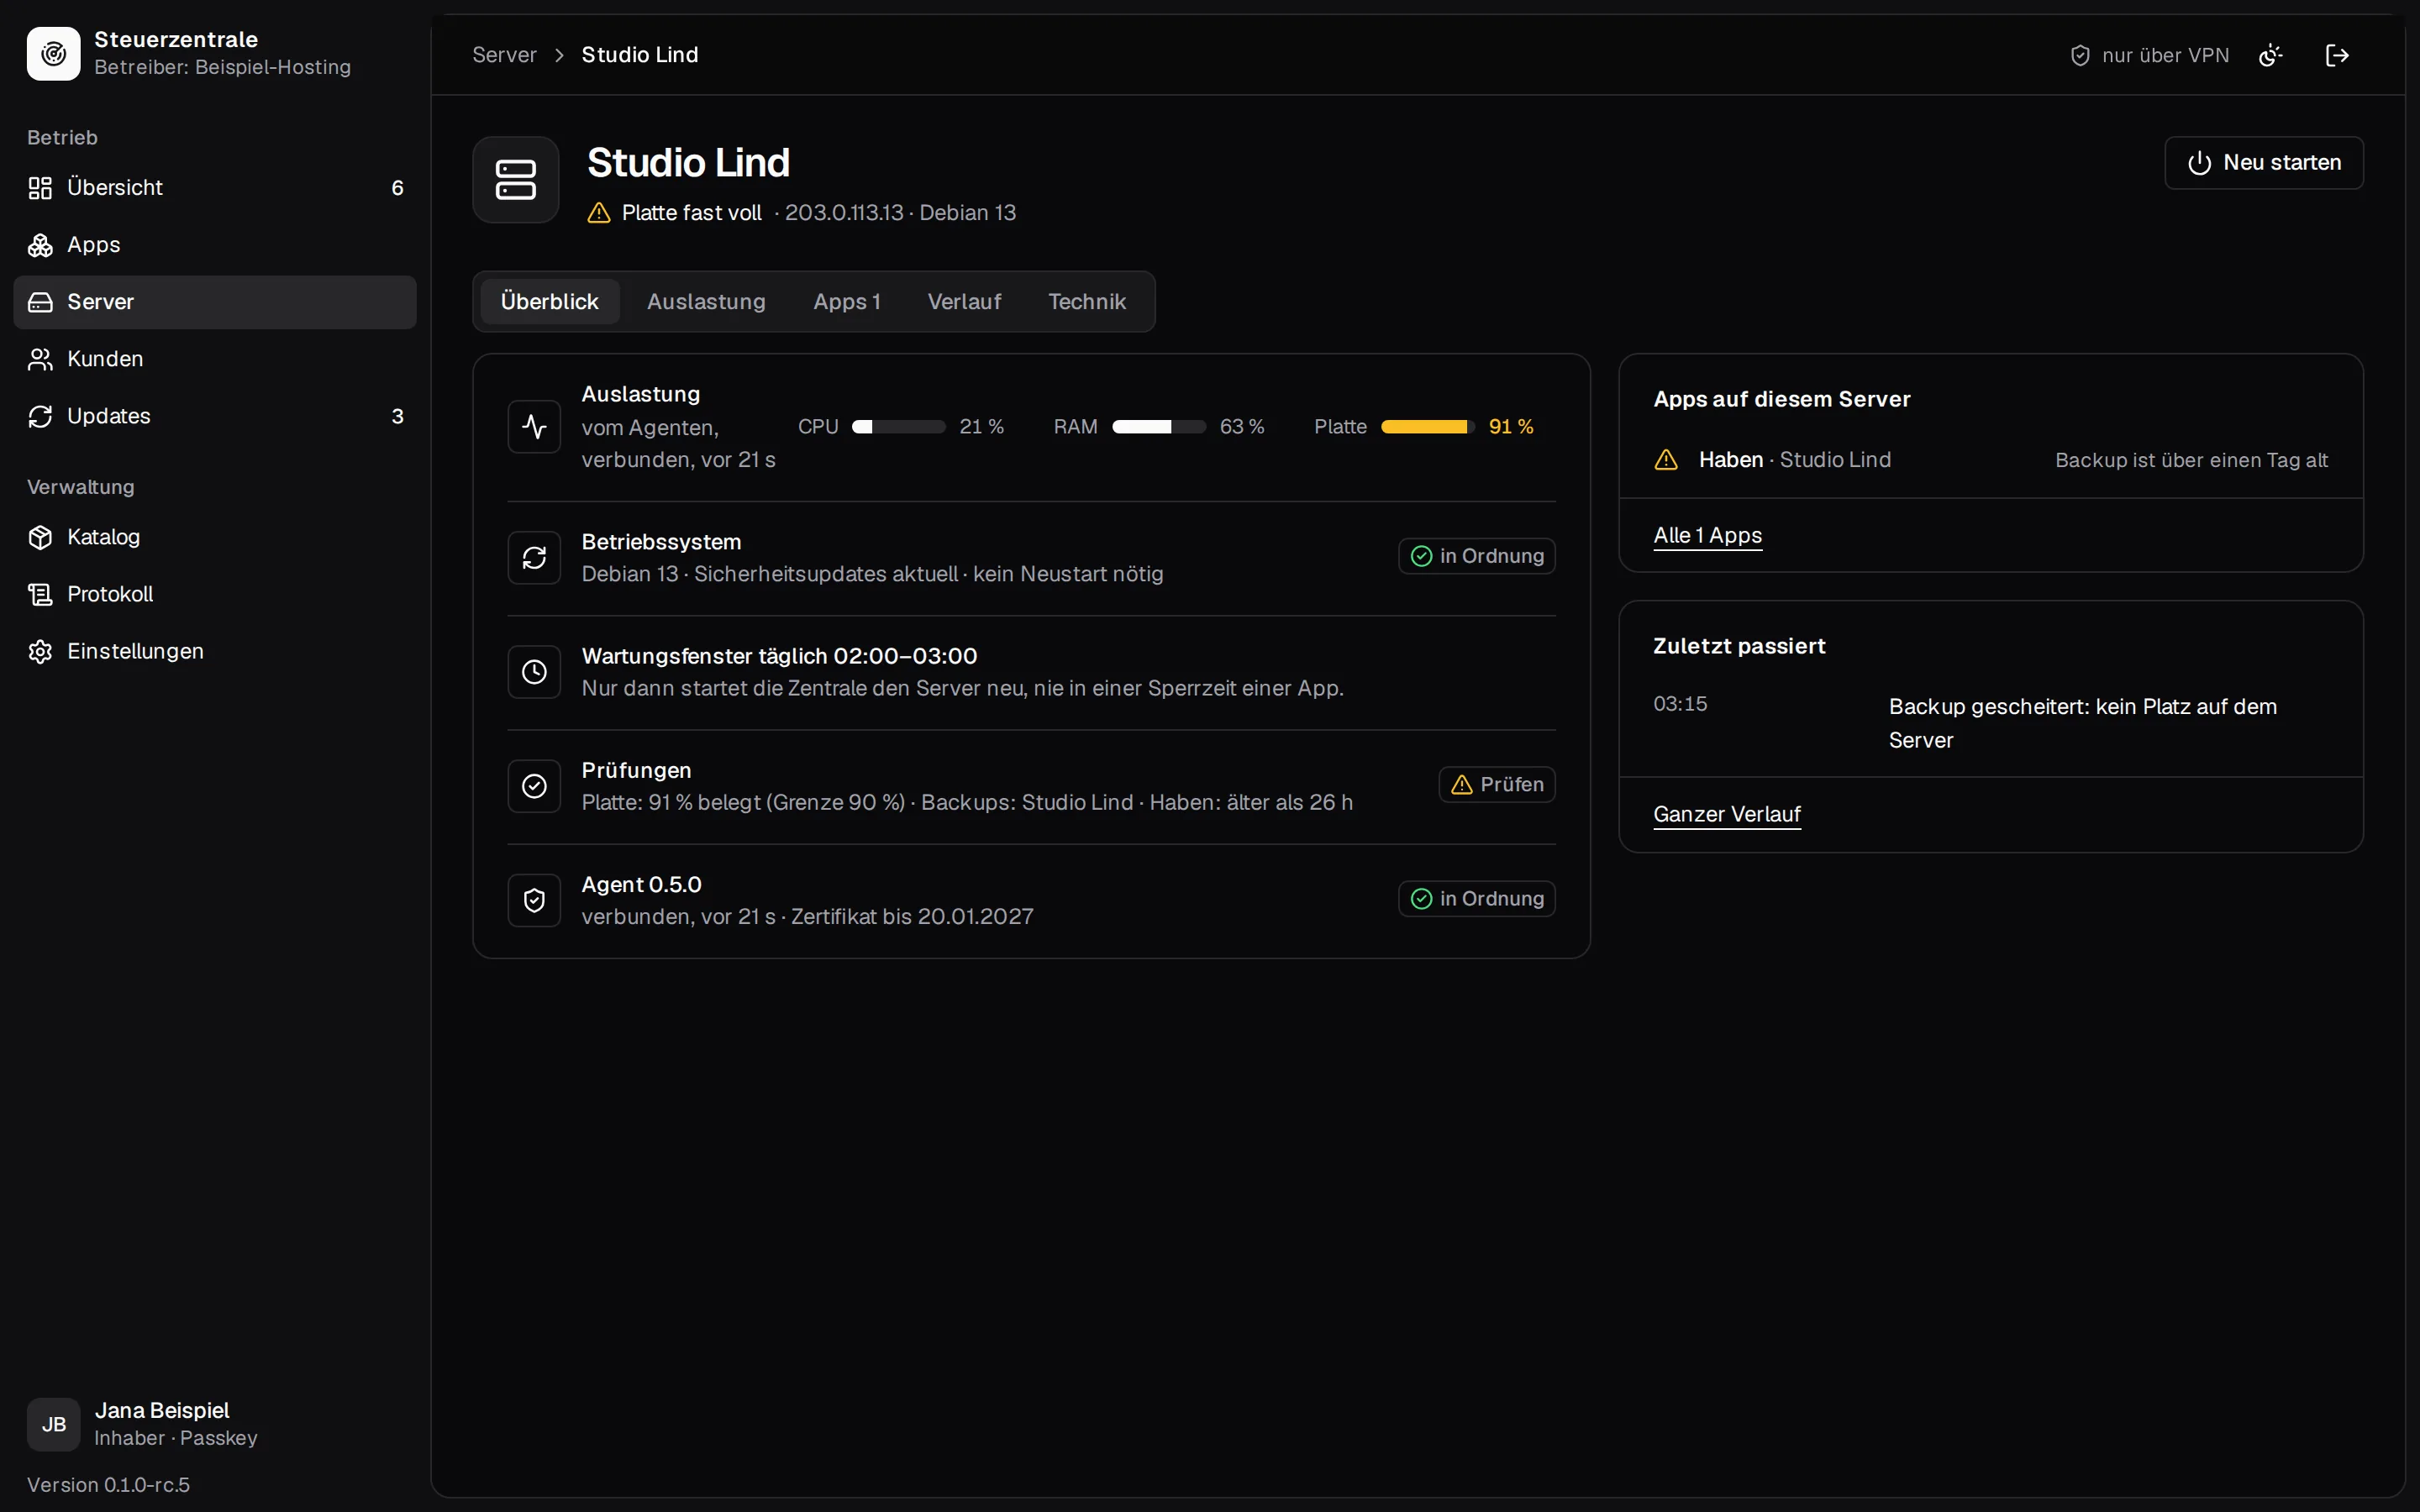 Steuerzentrale
Betreiber: Beispiel-Hosting
Betrieb
Übersicht 6
Apps
Server
Kunden
Updates 3
Verwaltung
Katalog
Protokoll
Einstellungen
JB
Jana Beispiel
Inhaber · Passkey
Version 0.1.0-rc.5
Server > Studio Lind
nur über VPN
Studio Lind
Platte fast voll · 203.0.113.13 · Debian 13
Neu starten
Überblick Auslastung Apps 1 Verlauf Technik
Auslastung
vom Agenten,
verbunden, vor 21 s
CPU 21 % RAM 63 % Platte 91 %
Betriebssystem
Debian 13 · Sicherheitsupdates aktuell · kein Neustart nötig
in Ordnung
Wartungsfenster täglich 02:00–03:00
Nur dann startet die Zentrale den Server neu, nie in einer Sperrzeit einer App.
Prüfungen
Platte: 91 % belegt (Grenze 90 %) · Backups: Studio Lind · Haben: älter als 26 h
Prüfen
Agent 0.5.0
verbunden, vor 21 s · Zertifikat bis 20.01.2027
in Ordnung
Apps auf diesem Server
Haben · Studio Lind Backup ist über einen Tag alt
Alle 1 Apps
Zuletzt passiert
03:15 Backup gescheitert: kein Platz auf dem
Server
Ganzer Verlauf